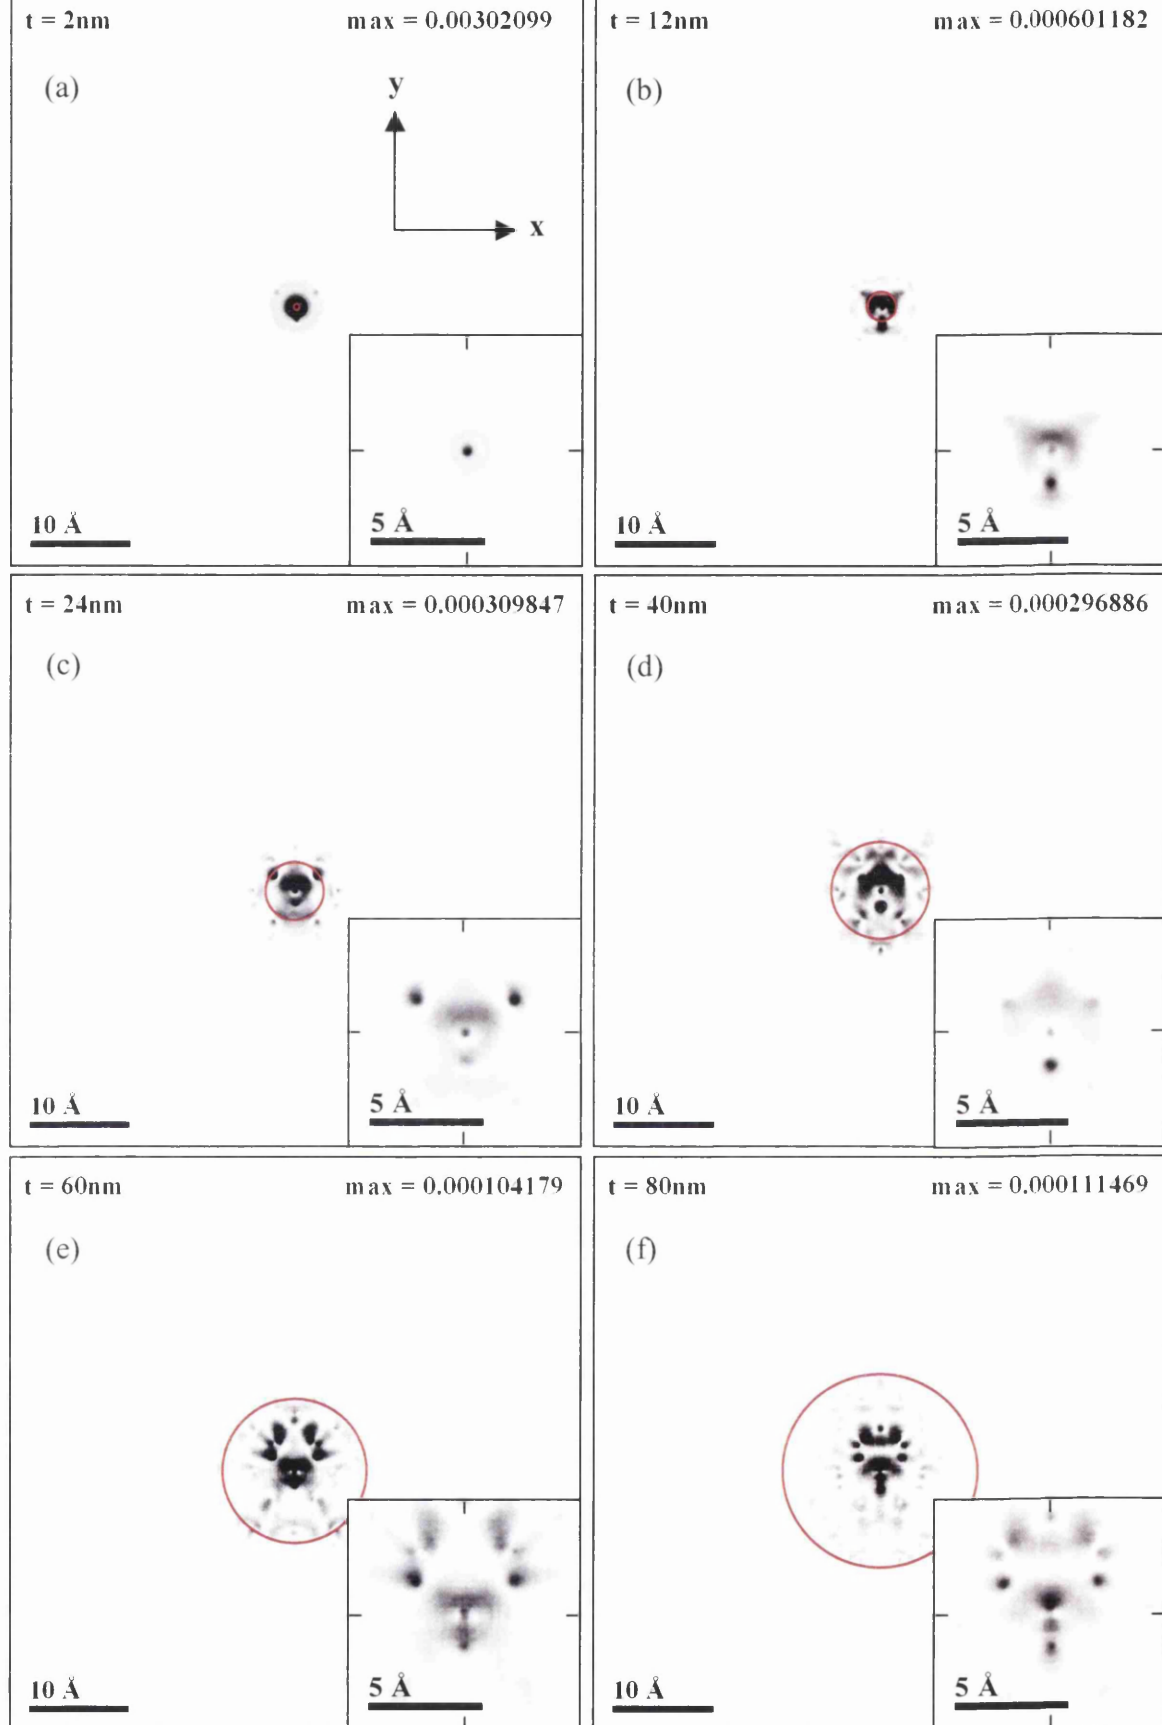 t = 2nm max = 0.00302099
(a)
y
x
10 Å
5 Å
t = 12nm max = 0.000601182
(b)
10 Å
5 Å
t = 24nm max = 0.000309847
(c)
10 Å
5 Å
t = 40nm max = 0.000296886
(d)
10 Å
5 Å
t = 60nm max = 0.000104179
(e)
10 Å
5 Å
t = 80nm max = 0.000111469
(f)
10 Å
5 Å